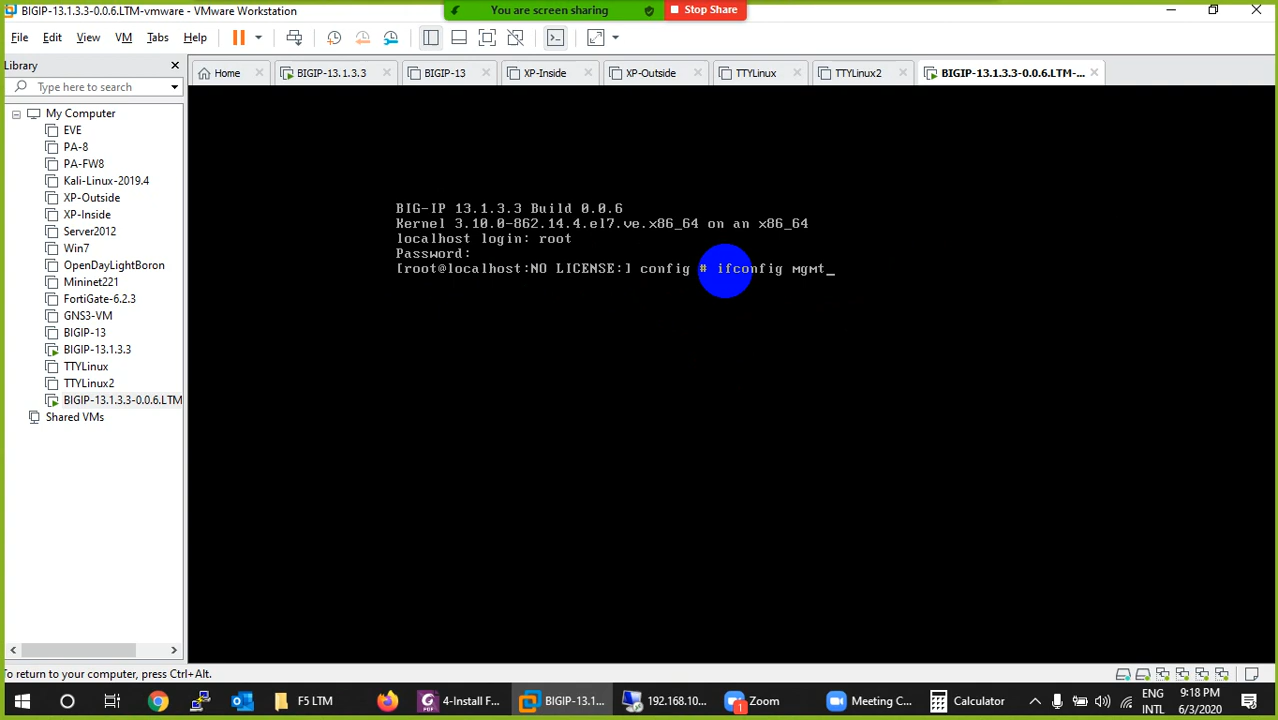 BIGIP-13.1.3.3-0.0.6.LTM-vmware - VMware Workstation
You are screen sharing
Stop Share
File Edit View VM Tabs Help
Library
Type here to search
Home
BIGIP-13.1.3.3
BIGIP-13
XP-Inside
XP-Outside
TTYLinux
TTYLinux2
BIGIP-13.1.3.3-0.0.6.LTM-...
My Computer
EVE
PA-8
PA-FW8
Kali-Linux-2019.4
XP-Outside
XP-Inside
Server2012
Win7
OpenDayLightBoron
Mininet221
FortiGate-6.2.3
GNS3-VM
BIGIP-13
BIGIP-13.1.3.3
TTYLinux
TTYLinux2
BIGIP-13.1.3.3-0.0.6.LTM
Shared VMs
BIG-IP 13.1.3.3 Build 0.0.6
Kernel 3.10.0-862.14.4.el7.ve.x86_64 on an x86_64
localhost login: root
Password:
[root@localhost:NO LICENSE:] config # ifconfig mgmt_
To return to your computer, press Ctrl+Alt.
F5 LTM
4-Install F...
BIGIP-13.1...
192.168.10...
1
Zoom
Meeting C...
Calculator
ENG
INTL
9:18 PM
6/3/2020